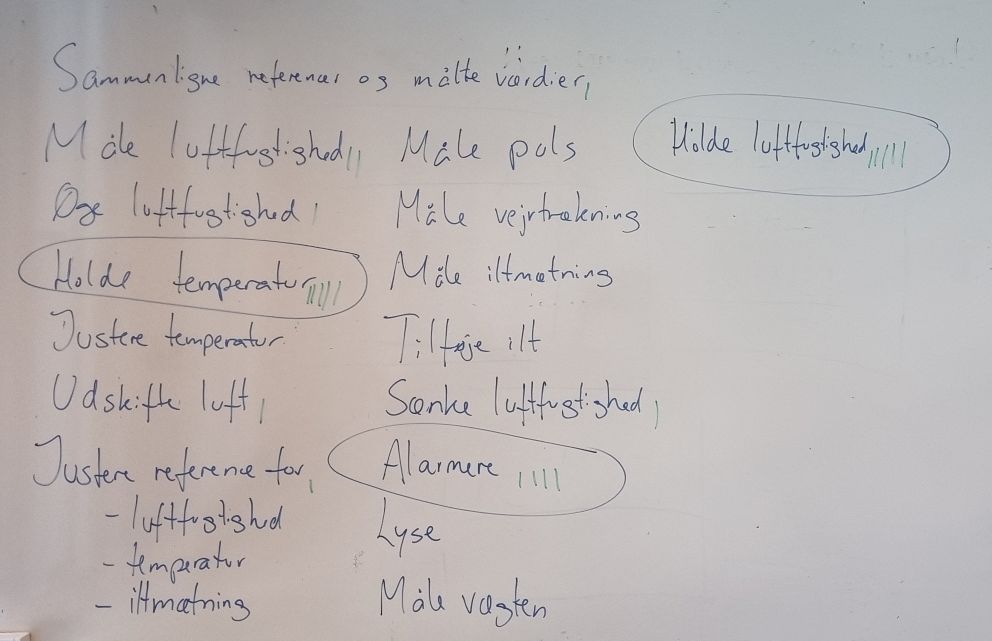 Sammenligne referencer og målte værdier
Måle luftfugtighed
Måle puls
Holde luftfugtighed
Øge luftfugtighed
Måle vejrtrækning
Holde temperatur
Måle iltmætning
Justere temperatur
Tilføje ilt
Udskifte luft
Sænke luftfugtighed
Justere reference for
Alarmere
- luftfugtighed
Lyse
- temperatur
- iltmætning
Måle vægten